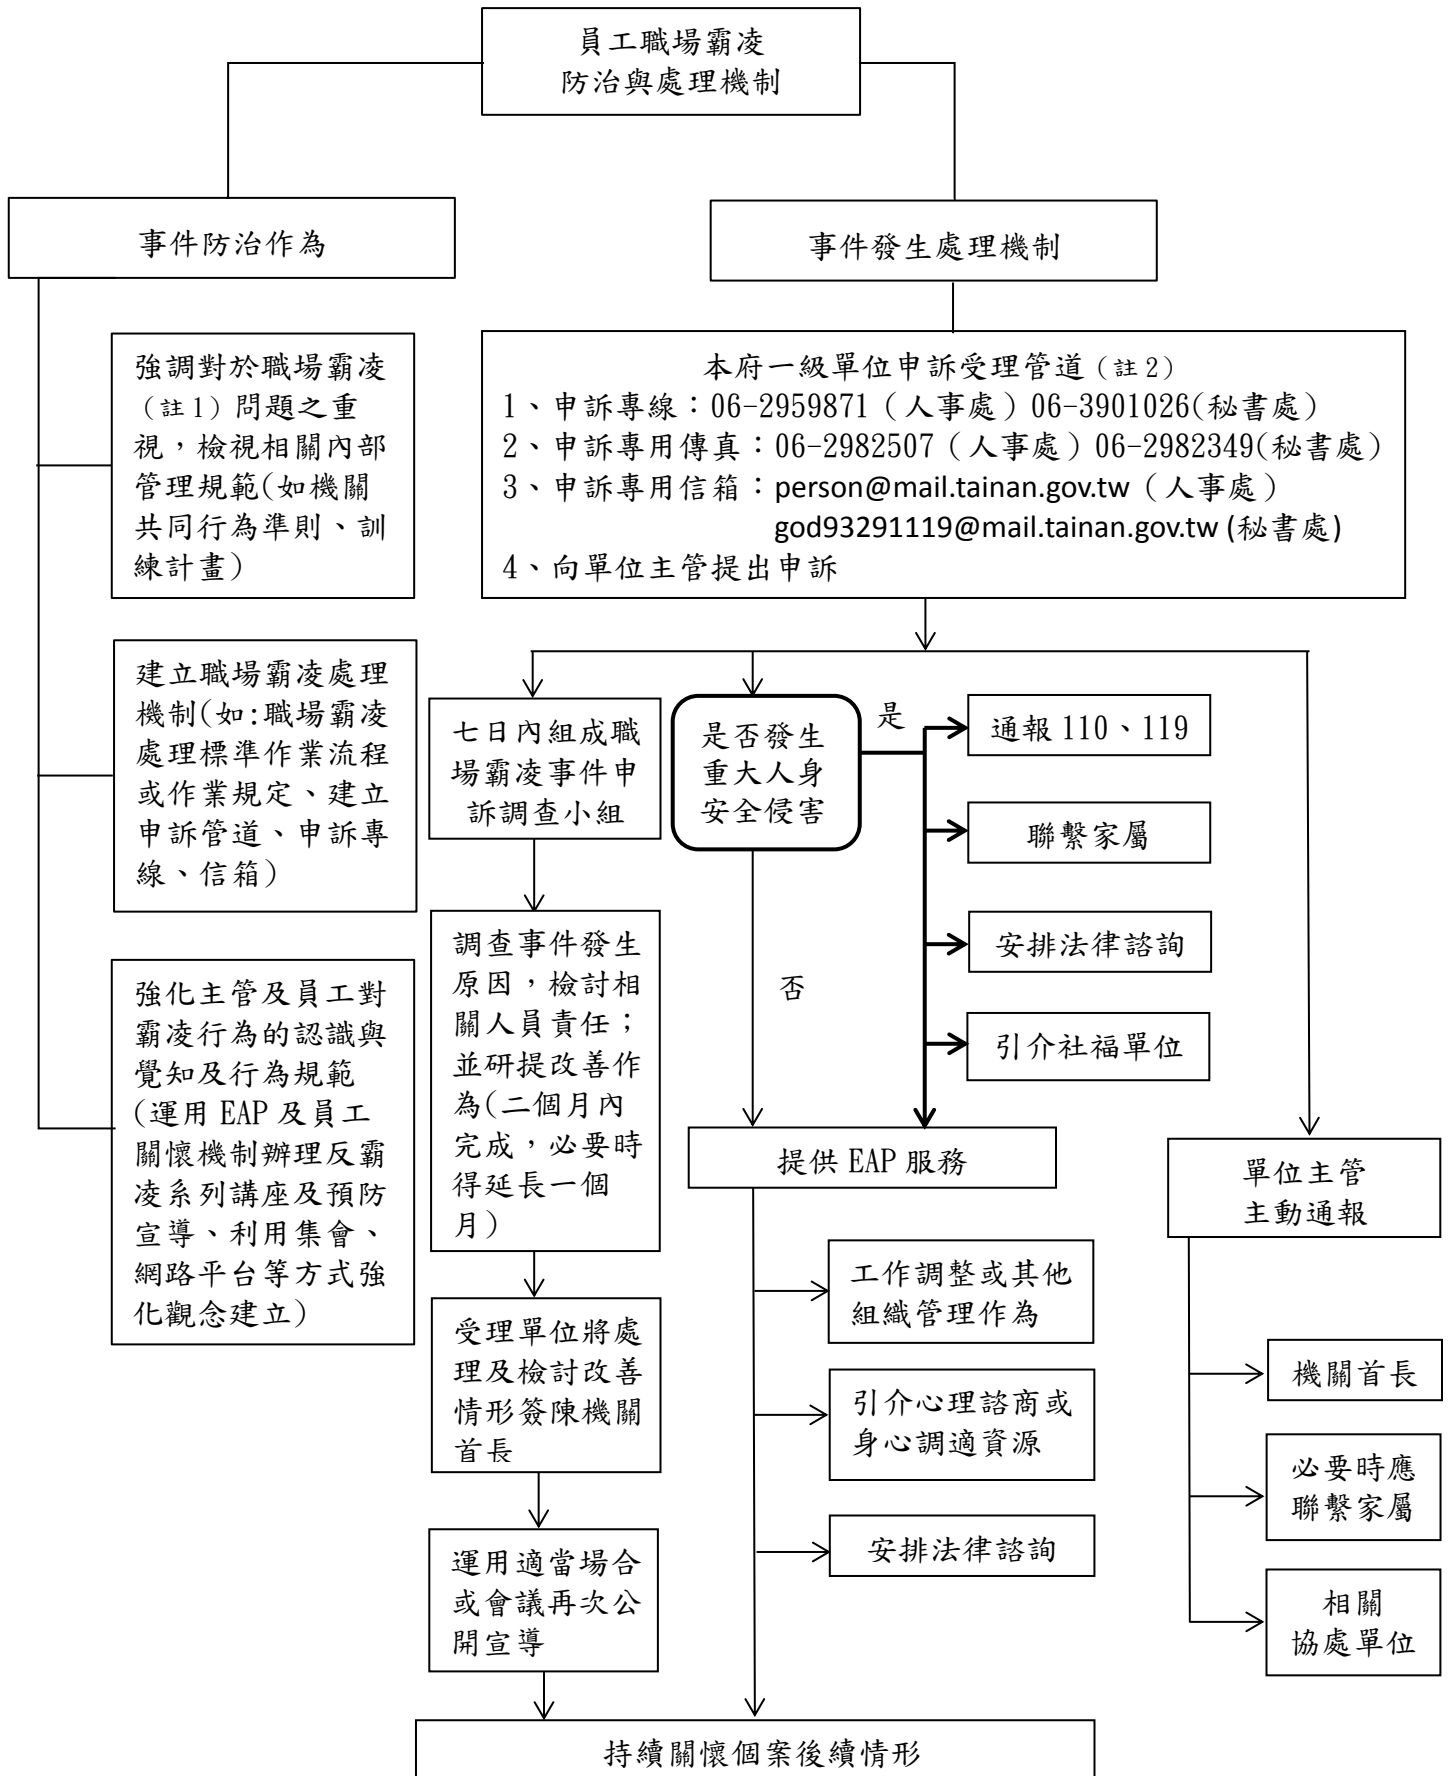 員工職場霸凌
防治與處理機制
事件防治作為
事件發生處理機制
強調對於職場霸凌
（註1）問題之重
視，檢視相關內部
管理規範(如機關
共同行為準則、訓
練計畫)
建立職場霸凌處理
機制(如:職場霸凌
處理標準作業流程
或作業規定、建立
申訴管道、申訴專
線、信箱)
強化主管及員工對
霸凌行為的認識與
覺知及行為規範
(運用 EAP 及員工
關懷機制辦理反霸
凌系列講座及預防
宣導、利用集會、
網路平台等方式強
化觀念建立)
本府一級單位申訴受理管道（註2）
1、申訴專線：06-2959871（人事處）06-3901026(秘書處)
2、申訴專用傳真：06-2982507（人事處）06-2982349(秘書處)
3、申訴專用信箱：person@mail.tainan.gov.tw（人事處）
god93291119@mail.tainan.gov.tw (秘書處)
4、向單位主管提出申訴
七日內組成職
場霸凌事件申
訴調查小組
調查事件發生
原因，檢討相
關人員責任；
並研提改善作
為(二個月內
完成，必要時
得延長一個
月)
受理單位將處
理及檢討改善
情形簽陳機關
首長
運用適當場合
或會議再次公
開宣導
是否發生
重大人身
安全侵害
是
否
通報 110、119
聯繫家屬
安排法律諮詢
引介社福單位
提供 EAP 服務
工作調整或其他
組織管理作為
引介心理諮商或
身心調適資源
安排法律諮詢
單位主管
主動通報
機關首長
必要時應
聯繫家屬
相關
協處單位
持續關懷個案後續情形